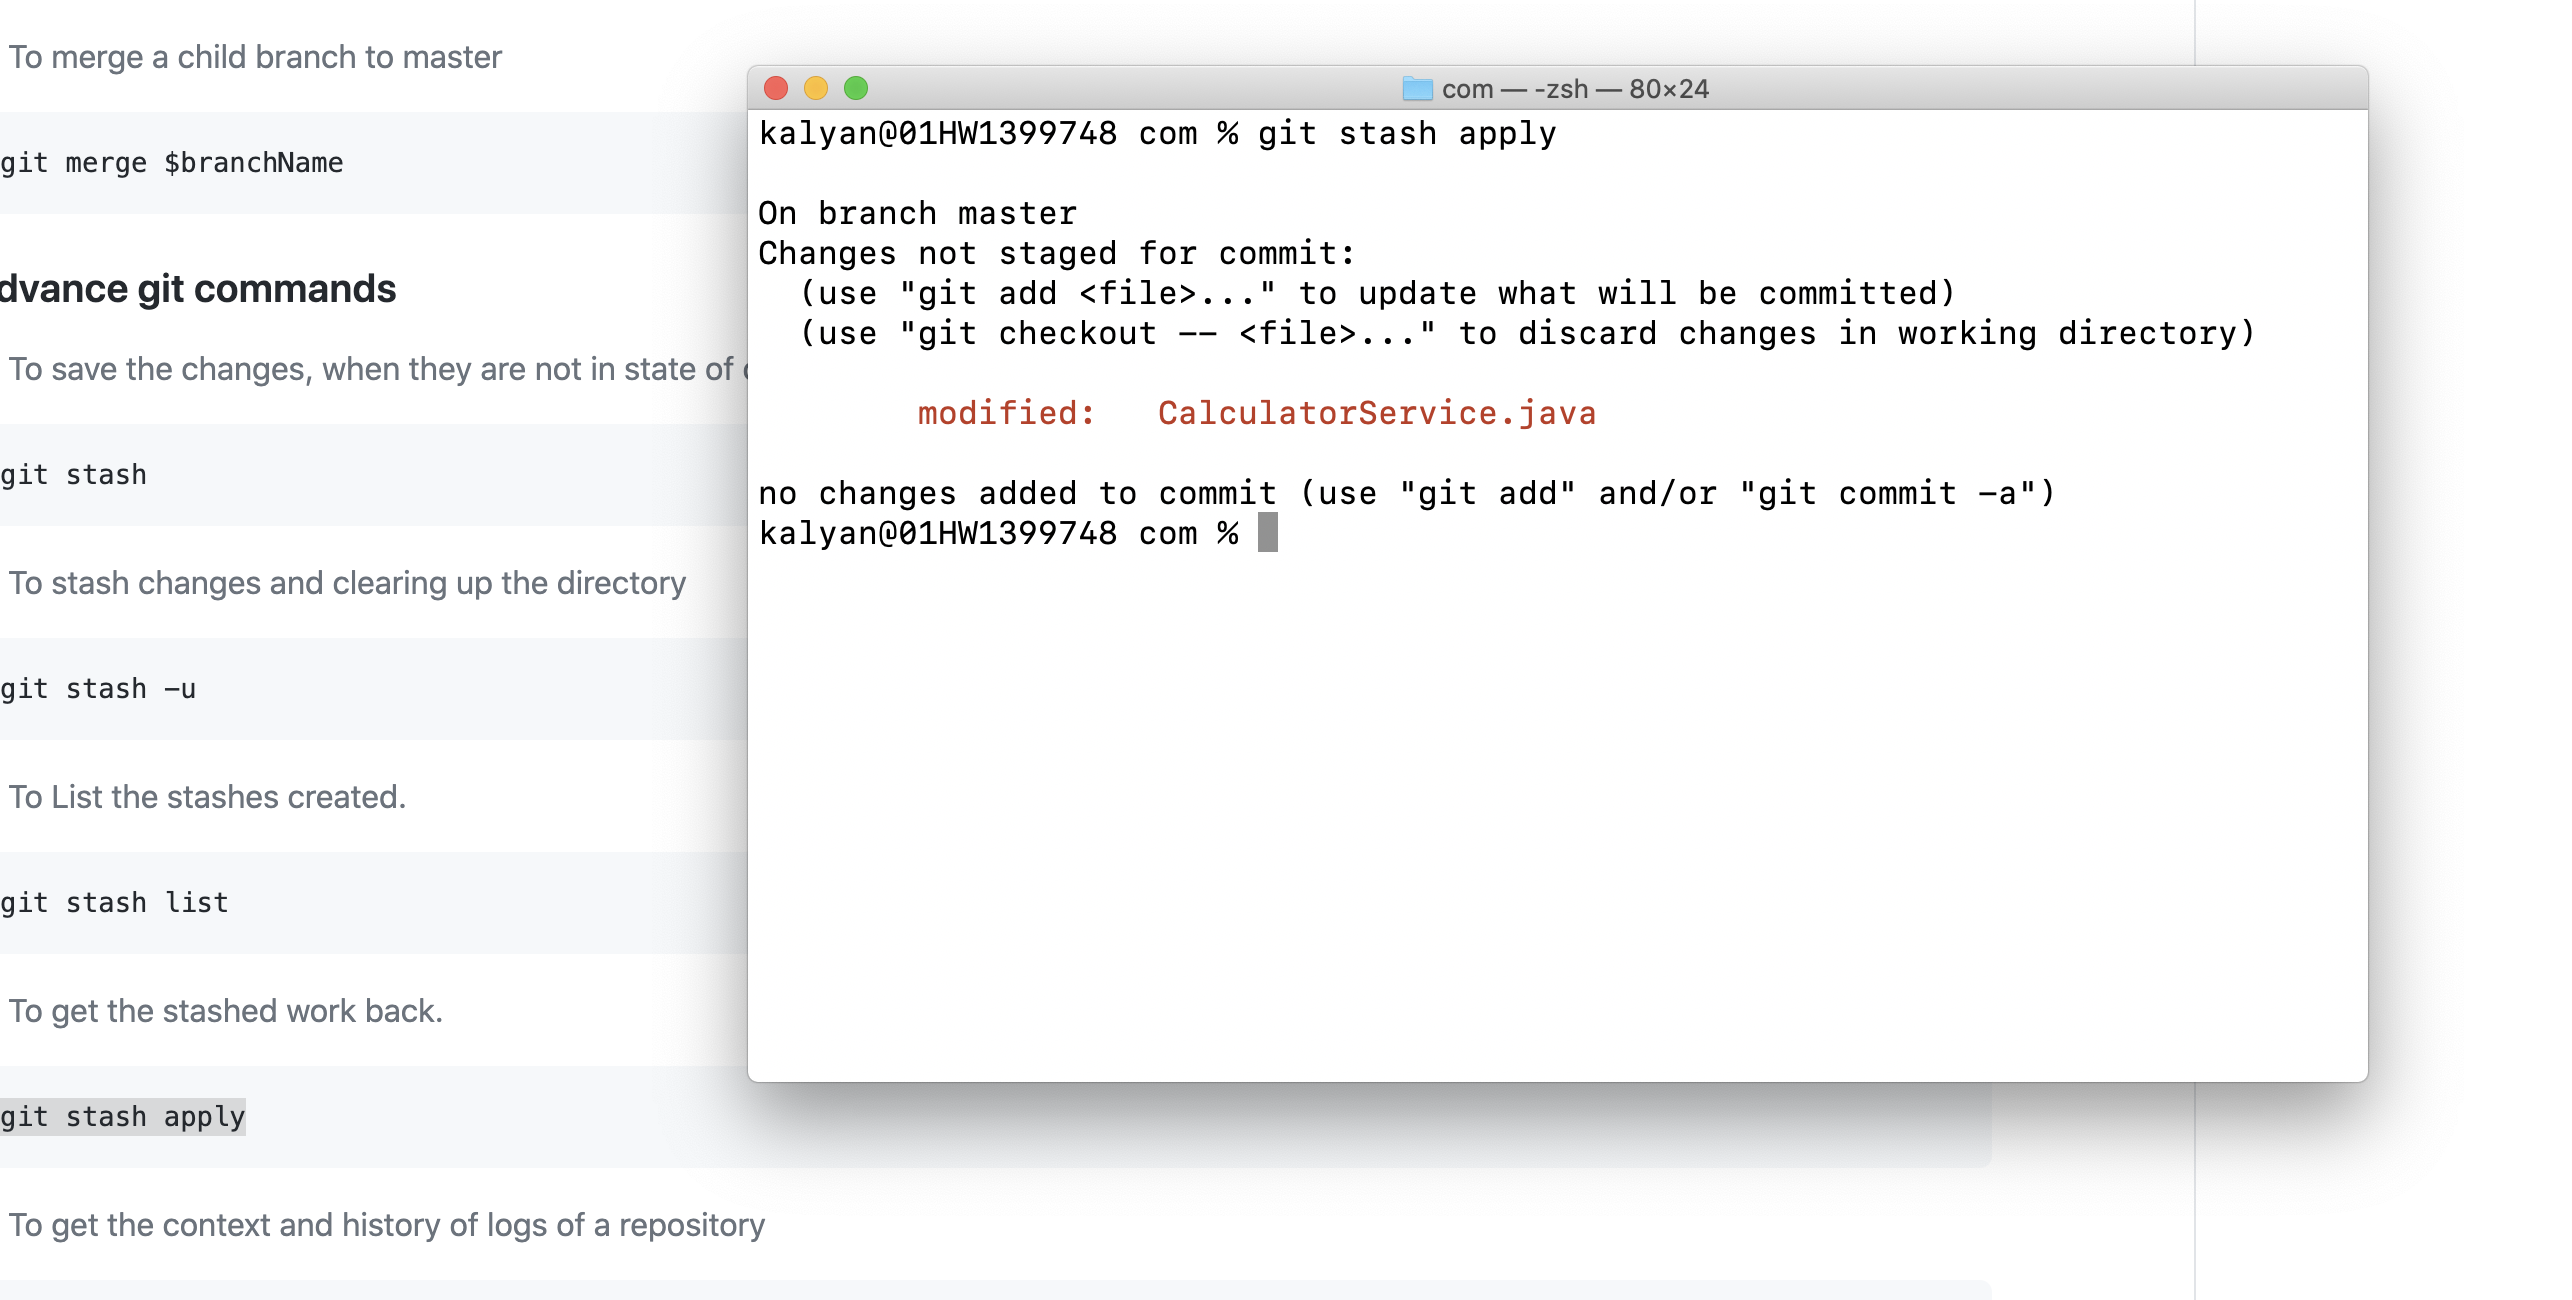 To merge a child branch to master
git merge $branchName
dvance git commands
To save the changes, when they are not in state of
git stash
To stash changes and clearing up the directory
git stash -u
To List the stashes created.
git stash list
To get the stashed work back.
git stash apply
To get the context and history of logs of a repository
com — -zsh — 80×24
kalyan@01HW1399748 com % git stash apply
On branch master
Changes not staged for commit:
(use "git add <file>..." to update what will be committed)
(use "git checkout -- <file>..." to discard changes in working directory)
modified: CalculatorService.java
no changes added to commit (use "git add" and/or "git commit -a")
kalyan@01HW1399748 com %